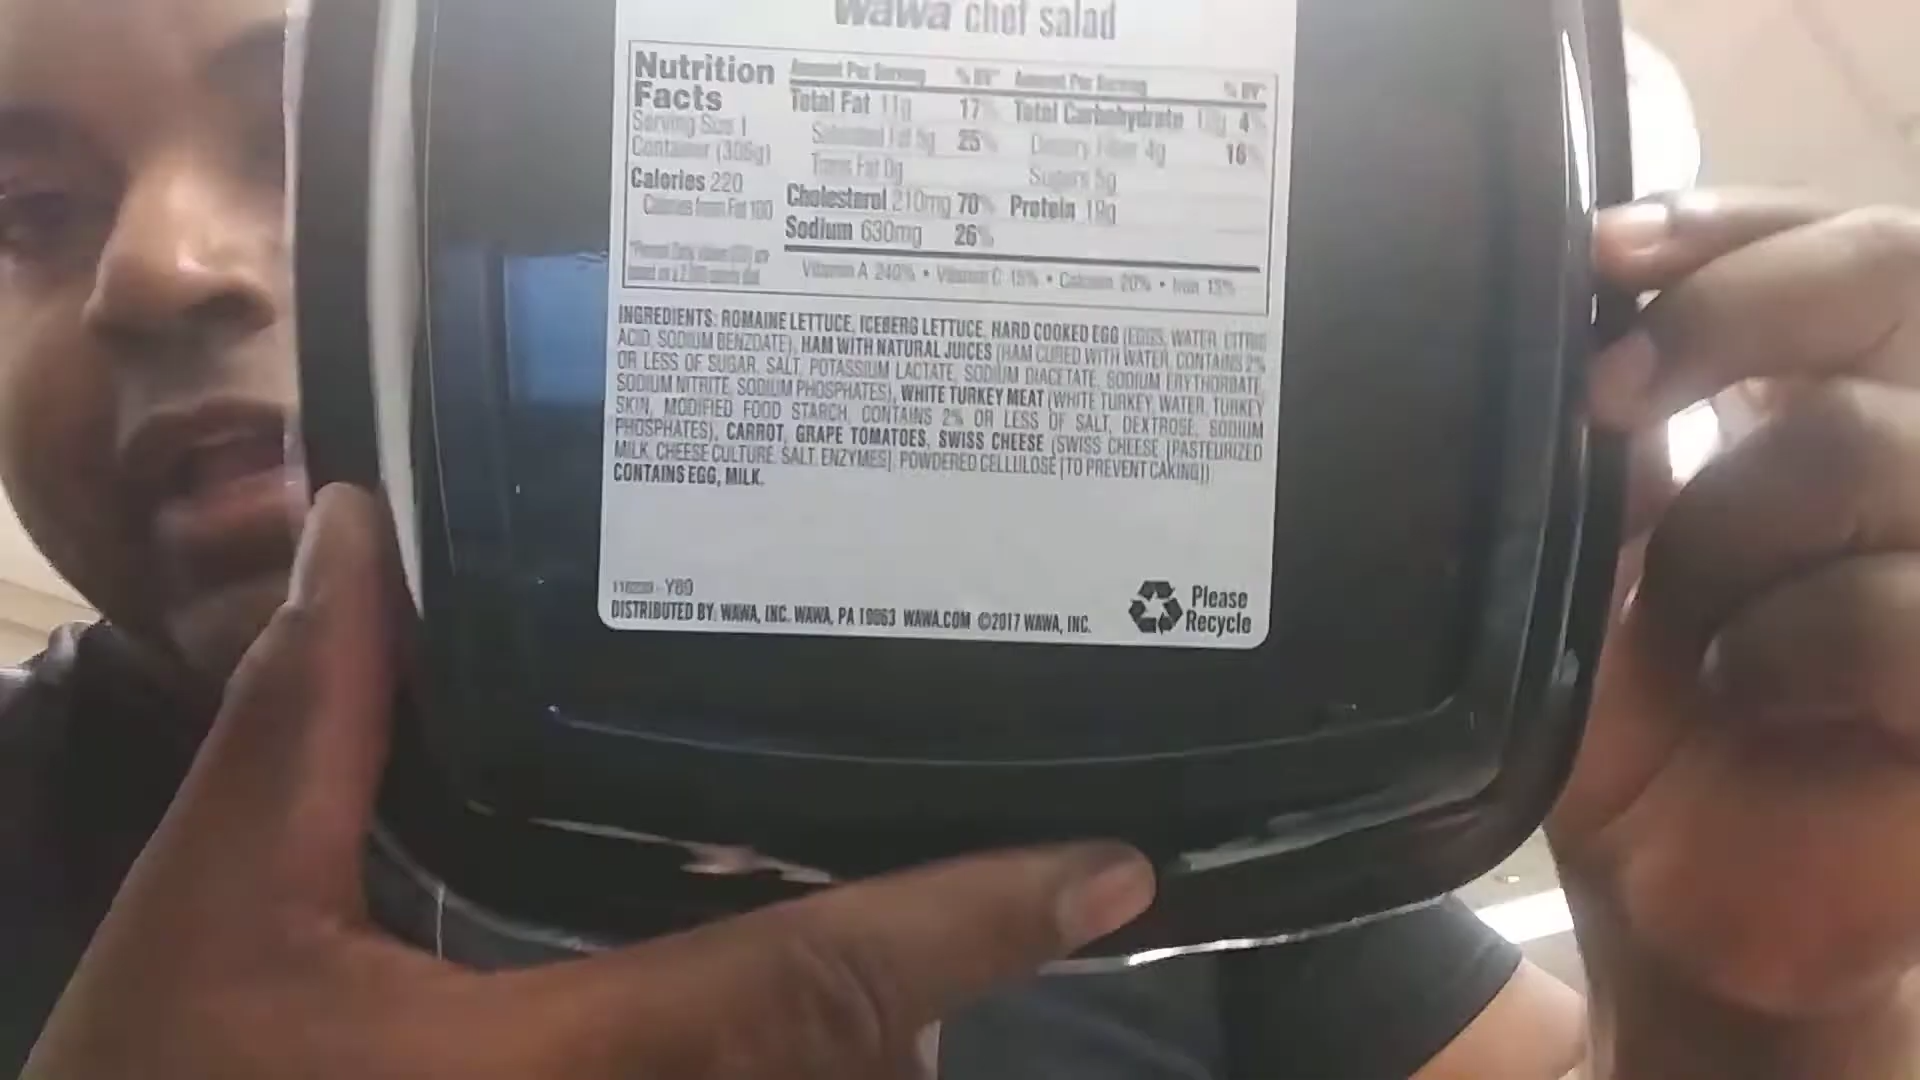 wawa chef salad
Nutrition
Facts
Serving Size 1
Container (306g)
Calories 220
Calories from Fat 100
Amount Per Serving % DV*
Total Fat 11g 17%
Saturated Fat 5g 25%
Trans Fat 0g
Cholesterol 210mg 70%
Sodium 630mg 26%
Amount Per Serving % DV*
Total Carbohydrate 4%
Dietary Fiber 4g 16%
Sugars 5g
Protein 19g
Vitamin A 240% • Vitamin C 15% • Calcium 20% • Iron 15%
INGREDIENTS: ROMAINE LETTUCE, ICEBERG LETTUCE, HARD COOKED EGG (EGGS, WATER, CITRIC
ACID, SODIUM BENZOATE), HAM WITH NATURAL JUICES (HAM CURED WITH WATER, CONTAINS 2%
OR LESS OF SUGAR, SALT, POTASSIUM LACTATE, SODIUM DIACETATE, SODIUM ERYTHORBATE,
SODIUM NITRITE, SODIUM PHOSPHATES), WHITE TURKEY MEAT (WHITE TURKEY, WATER, TURKEY
SKIN, MODIFIED FOOD STARCH, CONTAINS 2% OR LESS OF SALT, DEXTROSE, SODIUM
PHOSPHATES), CARROT, GRAPE TOMATOES, SWISS CHEESE (SWISS CHEESE [PASTEURIZED
MILK, CHEESE CULTURE, SALT, ENZYMES], POWDERED CELLULOSE [TO PREVENT CAKING])
CONTAINS EGG, MILK.
Y60
DISTRIBUTED BY: WAWA, INC. WAWA, PA 19063 WAWA.COM ©2017 WAWA, INC.
Please
Recycle